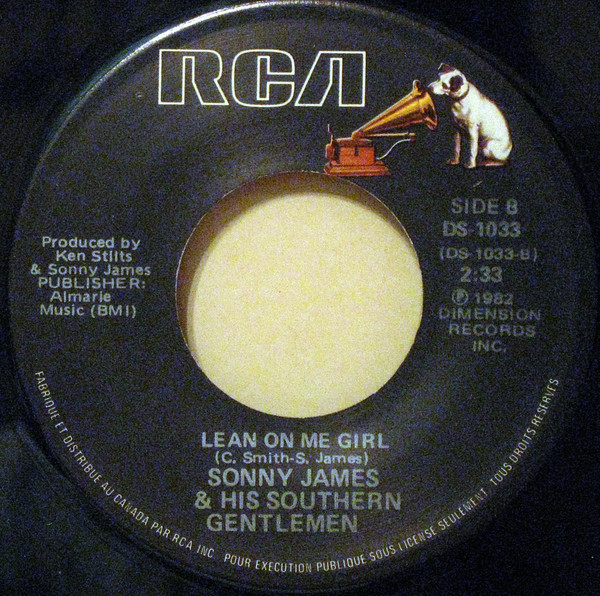 RCA
SIDE B
DS-1033
(DS-1033-B)
2:33
℗ 1982
DIMENSION
RECORDS
INC.
Produced by
Ken Stilts
& Sonny James
PUBLISHER:
Almarie
Music (BMI)
LEAN ON ME GIRL
(C. Smith-S. James)
SONNY JAMES
& HIS SOUTHERN
GENTLEMEN
FABRIQUE ET DISTRIBUE AU CANADA PAR RCA INC. POUR EXECUTION PUBLIQUE SOUS LICENSE SEULEMENT. TOUS DROITS RESERVES